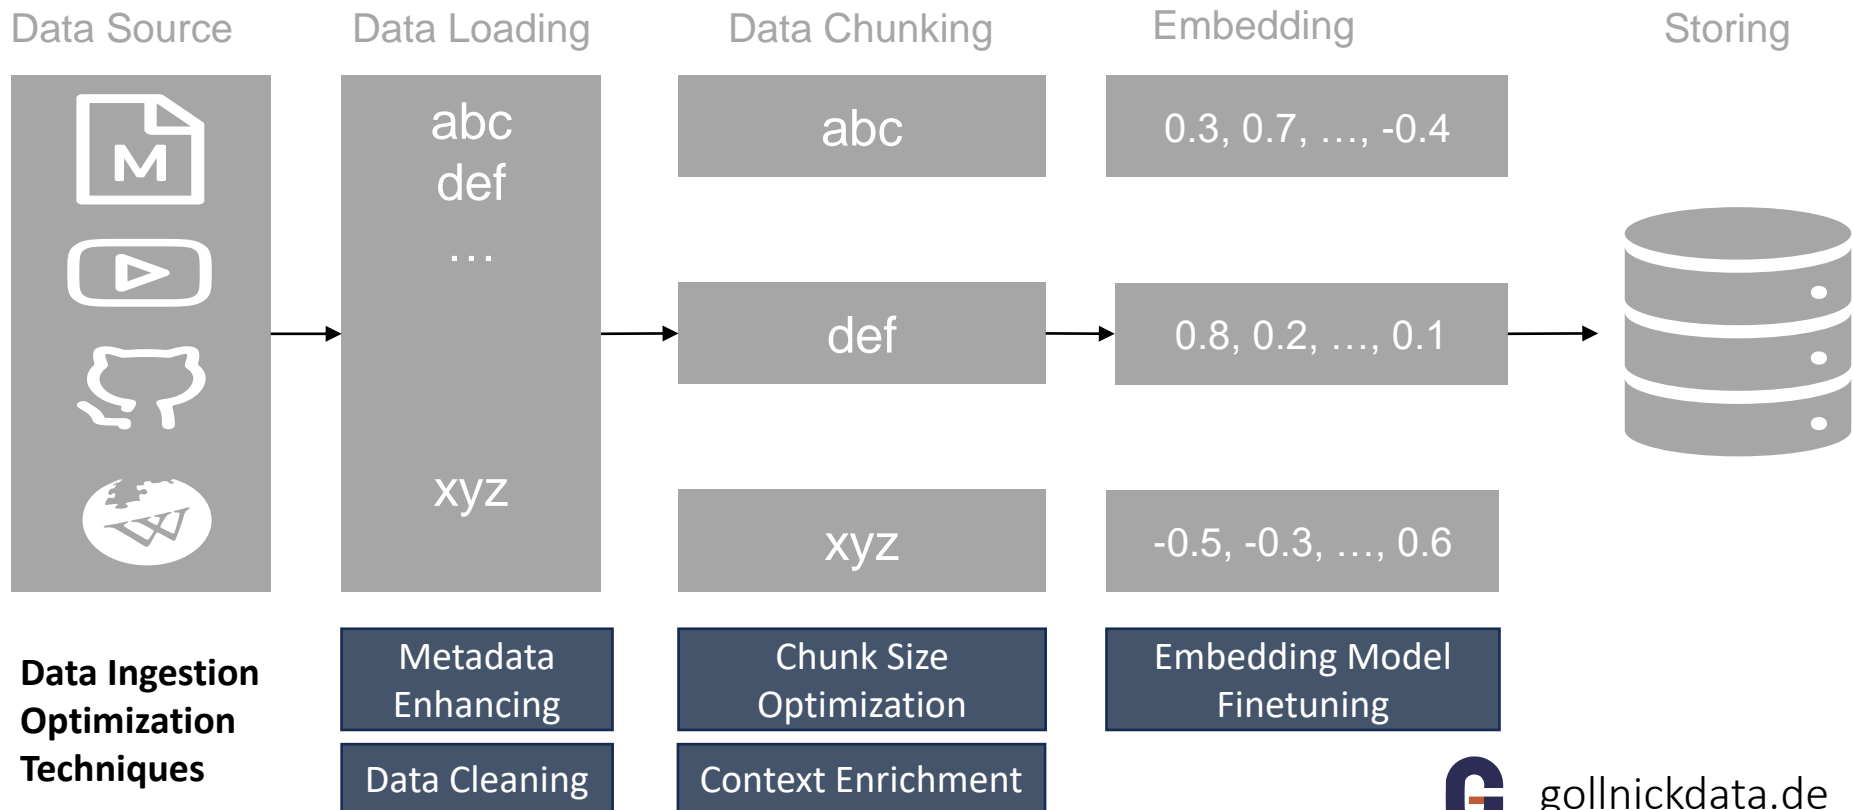 Data Source
Data Loading
Data Chunking
Embedding
Storing
M
abc
def
…
xyz
abc
def
xyz
0.3, 0.7, …, -0.4
0.8, 0.2, …, 0.1
-0.5, -0.3, …, 0.6
W
Data Ingestion
Optimization
Techniques
Metadata
Enhancing
Data Cleaning
Chunk Size
Optimization
Context Enrichment
Embedding Model
Finetuning
G
gollnickdata.de